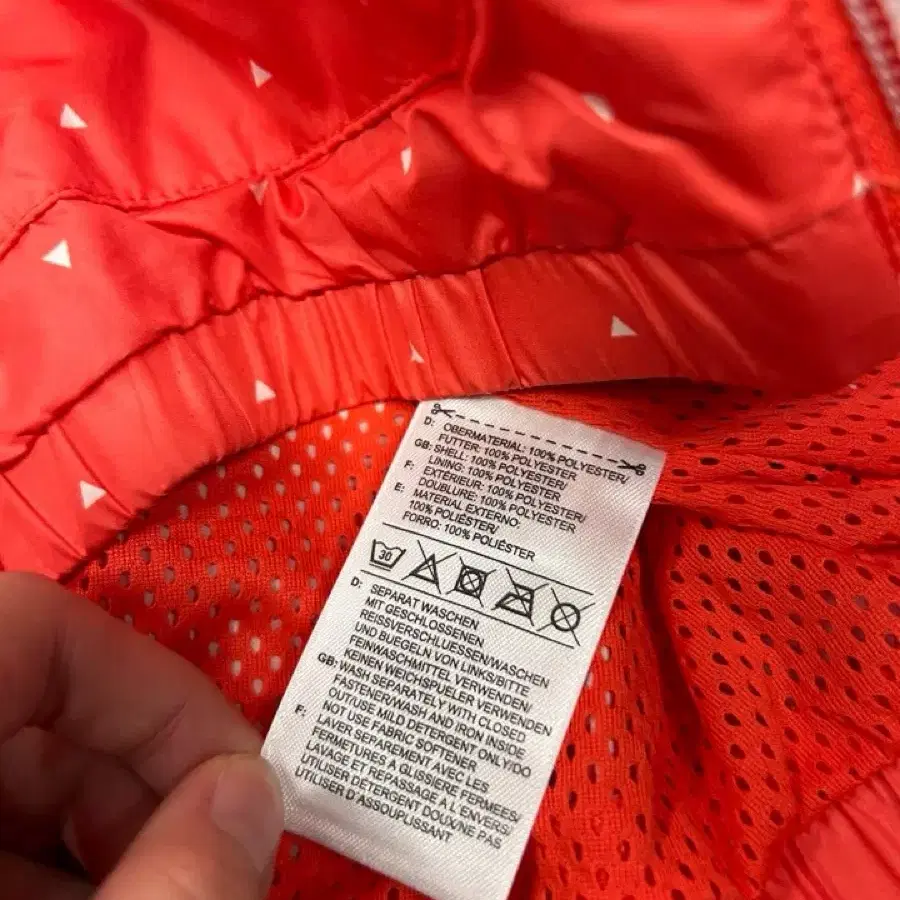 D: OBERMATERIAL: 100% POLYESTER/
FUTTER: 100% POLYESTER
GB: SHELL: 100% POLYESTER/
LINING: 100% POLYESTER
F: EXTÉRIEUR: 100% POLYESTER/
DOUBLURE: 100% POLYESTER
E: MATERIAL EXTERNO:
100% POLIÉSTER/
FORRO: 100% POLIÉSTER
30
D: SEPARAT WASCHEN
MIT GESCHLOSSENEN
REISSVERSCHLUESSEN/WASCHEN
UND BUEGELN VON LINKS/BITTE
FEINWASCHMITTEL VERWENDEN/
KEINEN WEICHSPUELER VERWENDEN
GB: WASH SEPARATELY WITH CLOSED
FASTENER/WASH AND IRON INSIDE
OUT/USE MILD DETERGENT ONLY/DO
NOT USE FABRIC SOFTENER
F: LAVER SEPAREMENT AVEC LES
FERMETURES A GLISSIERE FERMEES/
LAVAGE ET REPASSAGE A L'ENVERS/
UTILISER DETERGENT DOUX/NE PAS
UTILISER D'ASSOUPLISSANT